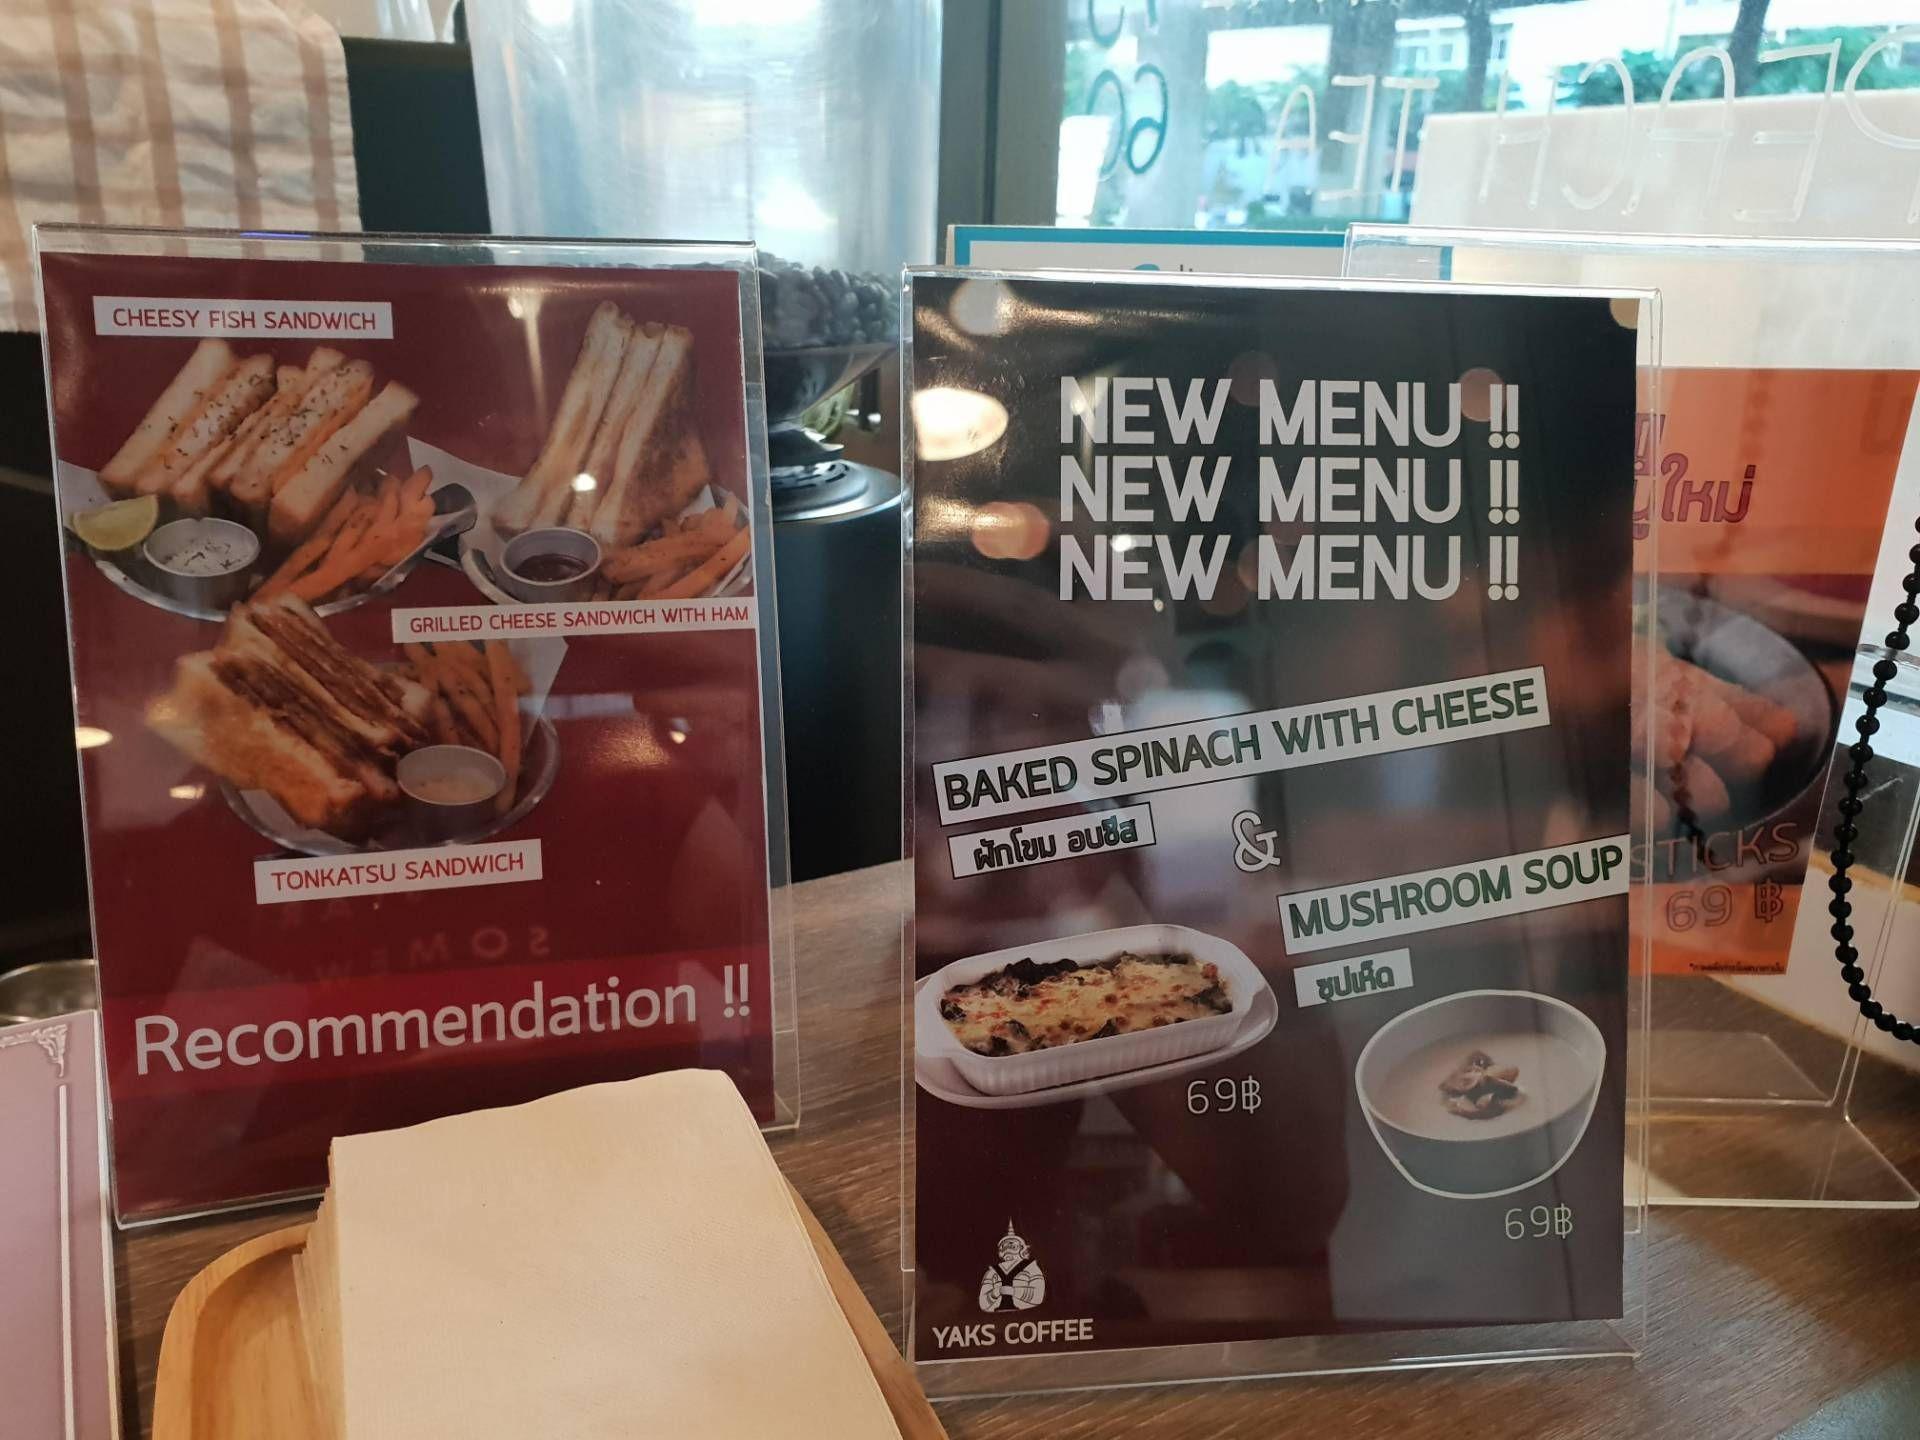 CHEESY FISH SANDWICH
GRILLED CHEESE SANDWICH WITH HAM
TONKATSU SANDWICH
Recommendation !!
NEW MENU !!
NEW MENU !!
NEW MENU !!
BAKED SPINACH WITH CHEESE
ผักโขม อบชีส
&
MUSHROOM SOUP
ซุปเห็ด
69฿
69฿
YAKS COFFEE
PEACH TEA
ใหม่
STICKS
69 ฿